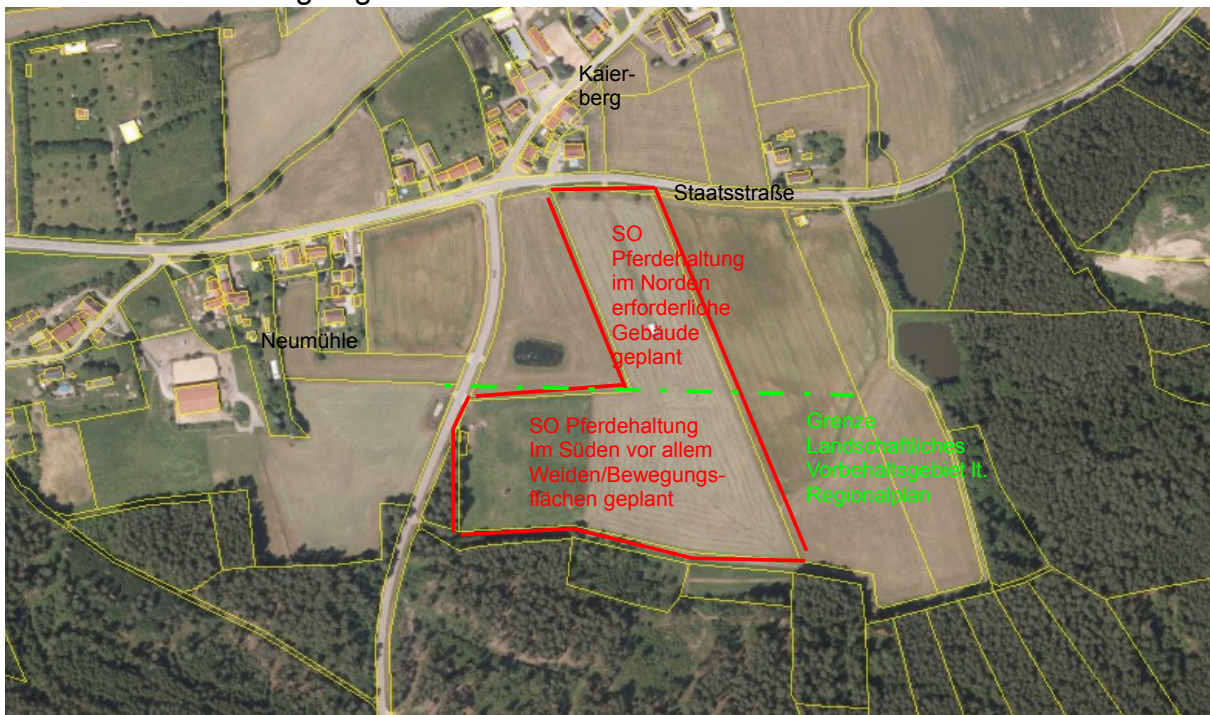 Kaier-
berg
Staatsstraße
SO
Pferdehaltung
im Norden
erforderliche
Gebäude
geplant
Neumühle
SO Pferdehaltung
Im Süden vor allem
Weiden/Bewegungs-
flächen geplant
Grenze
Landschaftliches
Vorbehaltsgebiet lt.
Regionalplan